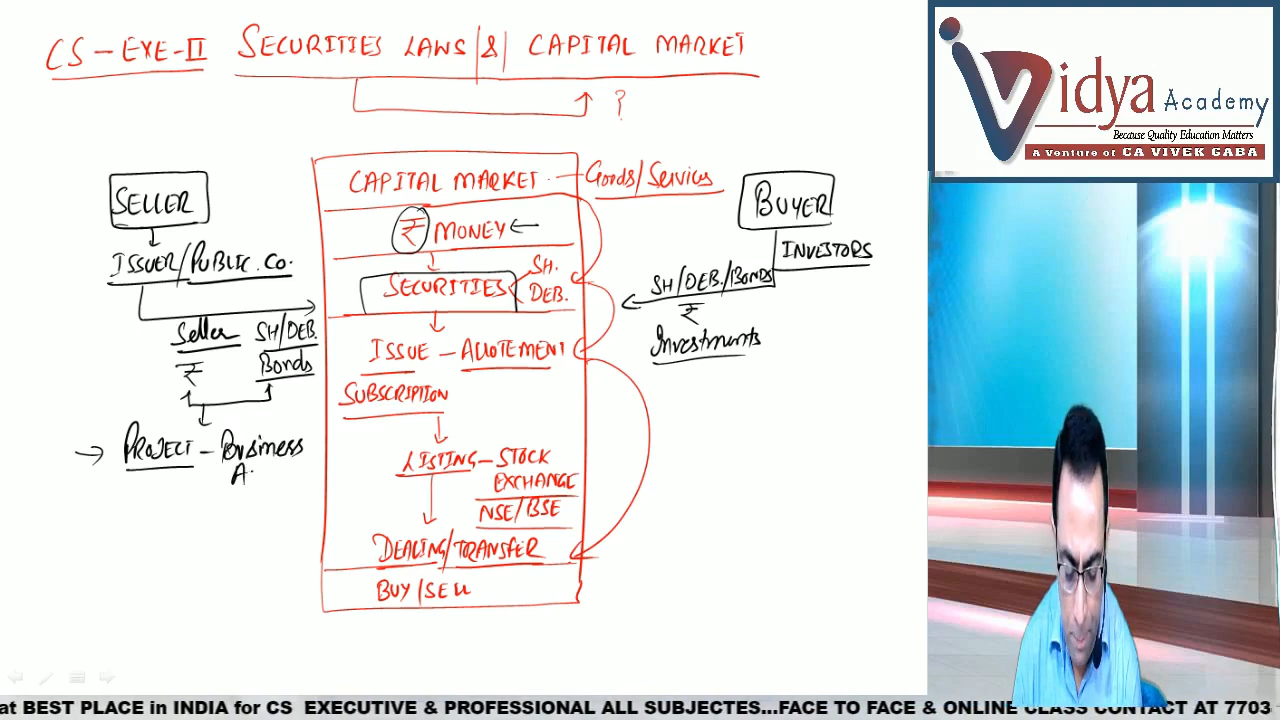 CS-EXE-II SECURITIES LAWS |&| CAPITAL MARKET
?
SELLER
ISSUER/PUBLIC.CO.
Seller SH/DEB.
₹ Bonds
→ PROJECT - Business
A.
CAPITAL MARKET - Goods/Services
₹ MONEY ←
SECURITIES
SH.
DEB.
ISSUE - ALLOTEMENT
SUBSCRIPTION
LISTING - STOCK
EXCHANGE
NSE/BSE
DEALING/TRANSFER
BUY/SELL
BUYER
INVESTORS
SH/DEB./BONDS
₹
Investments
Vidya Academy
Because Quality Education Matters
A Venture of CA VIVEK GABA
at BEST PLACE in INDIA for CS EXECUTIVE & PROFESSIONAL ALL SUBJECTES...FACE TO FACE & ONLINE CLASS CONTACT AT 7703